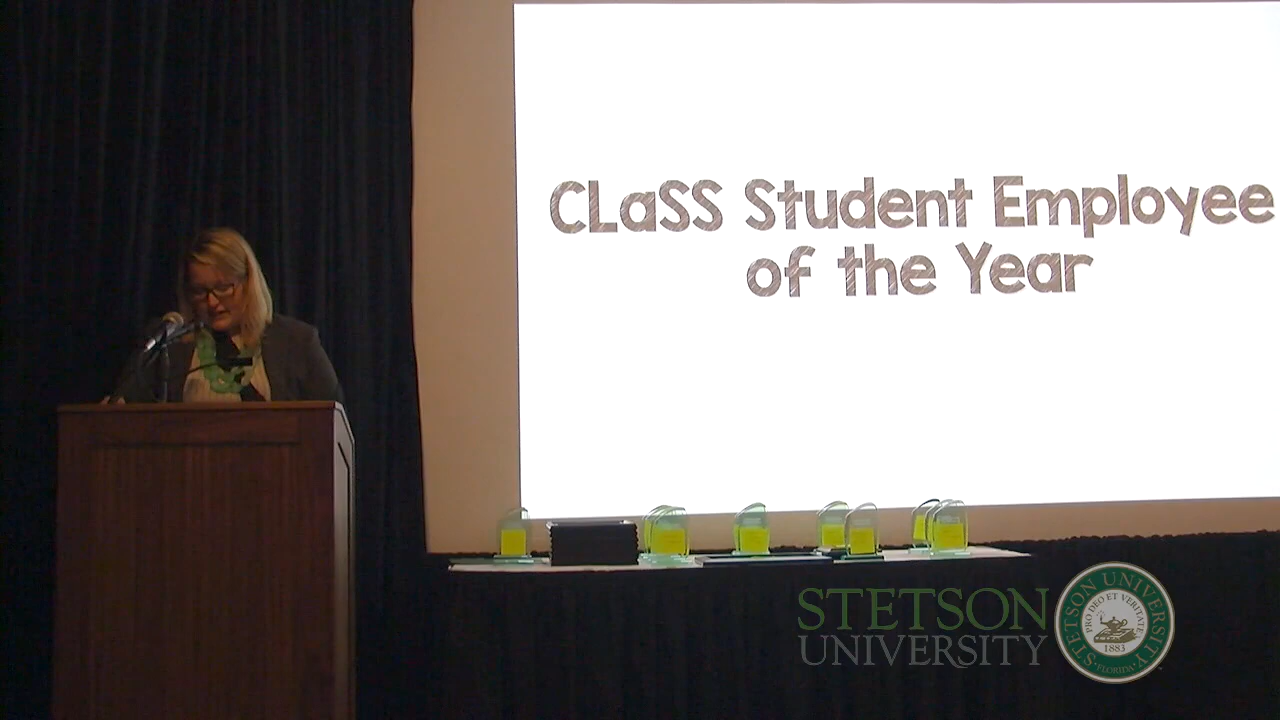 CLaSS Student Employee
of the Year
STETSON
UNIVERSITY
STETSON UNIVERSITY
PRO DEO ET VERITATE
1883
FLORIDA